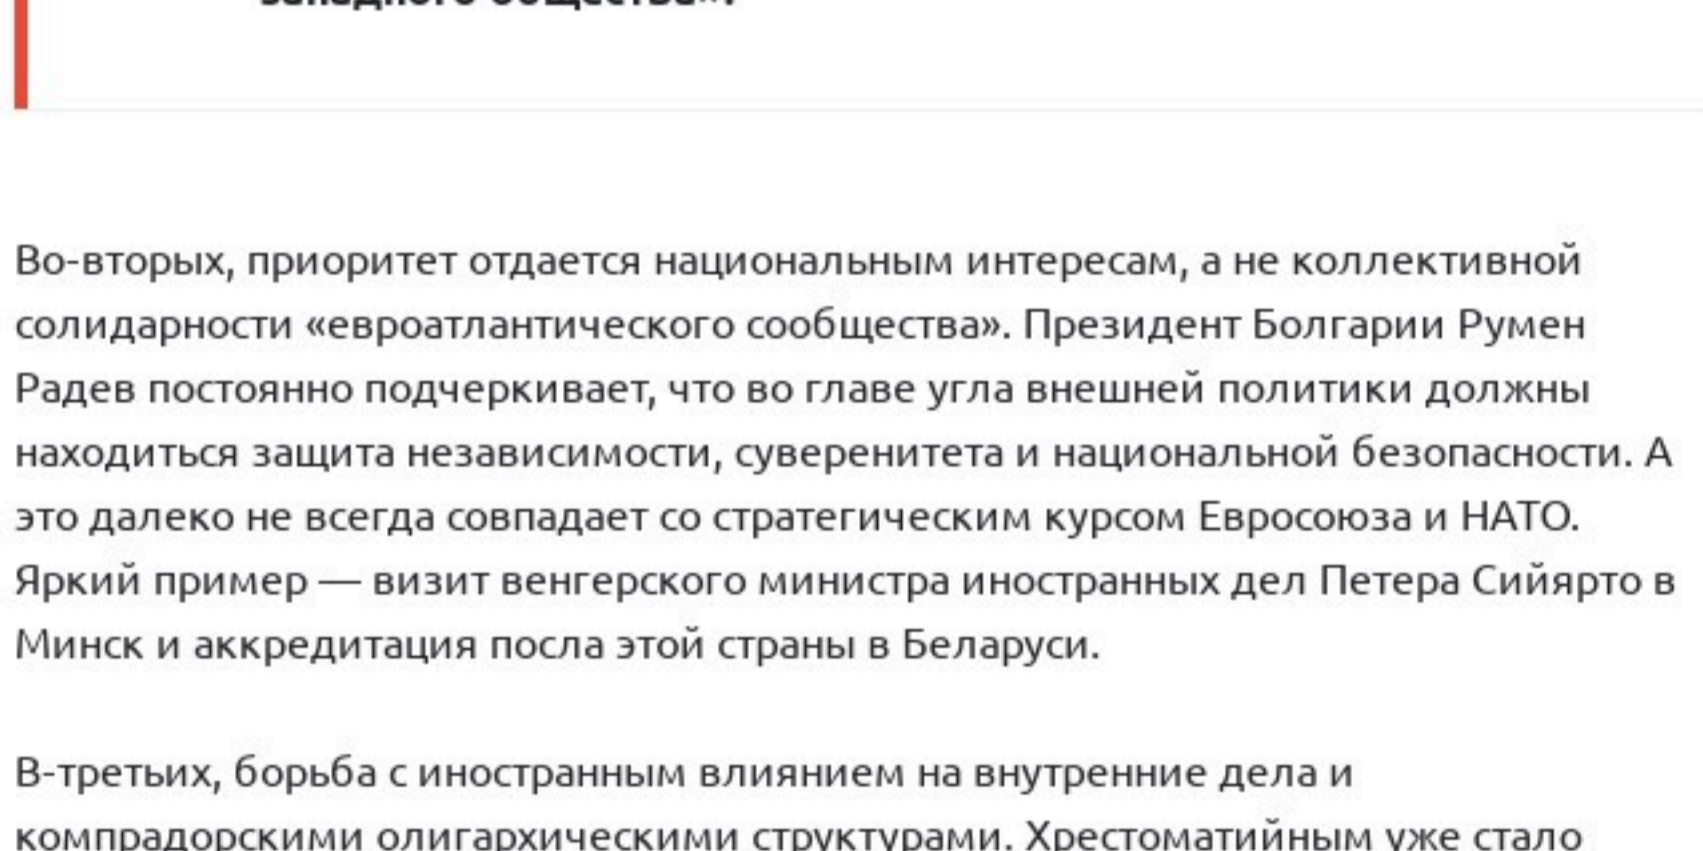 западного общества».
Во-вторых, приоритет отдается национальным интересам, а не коллективной
солидарности «евроатлантического сообщества». Президент Болгарии Румен
Радев постоянно подчеркивает, что во главе угла внешней политики должны
находиться защита независимости, суверенитета и национальной безопасности. А
это далеко не всегда совпадает со стратегическим курсом Евросоюза и НАТО.
Яркий пример — визит венгерского министра иностранных дел Петера Сийярто в
Минск и аккредитация посла этой страны в Беларуси.
В-третьих, борьба с иностранным влиянием на внутренние дела и
компрадорскими олигархическими структурами. Хрестоматийным уже стало